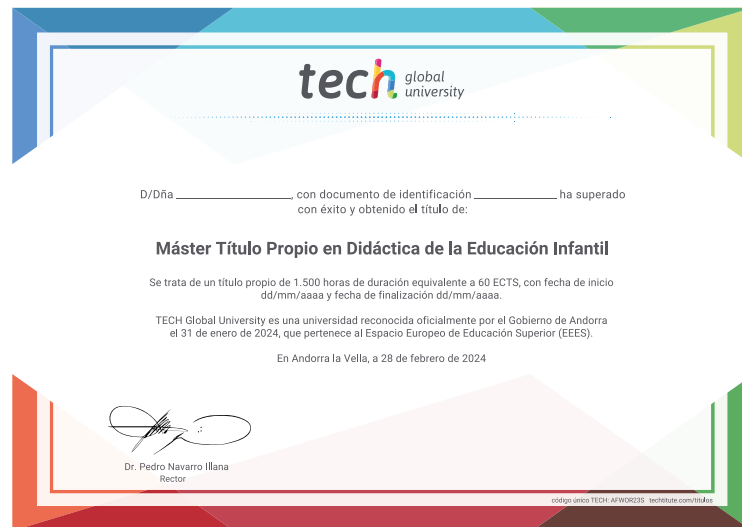 tech global university
D/Dña ____________________, con documento de identificación ______________ ha superado
con éxito y obtenido el título de:
Máster Título Propio en Didáctica de la Educación Infantil
Se trata de un título propio de 1.500 horas de duración equivalente a 60 ECTS, con fecha de inicio
dd/mm/aaaa y fecha de finalización dd/mm/aaaa.
TECH Global University es una universidad reconocida oficialmente por el Gobierno de Andorra
el 31 de enero de 2024, que pertenece al Espacio Europeo de Educación Superior (EEES).
En Andorra la Vella, a 28 de febrero de 2024
Dr. Pedro Navarro Illana
Rector
código único TECH: AFWOR23S techtitute.com/titulos